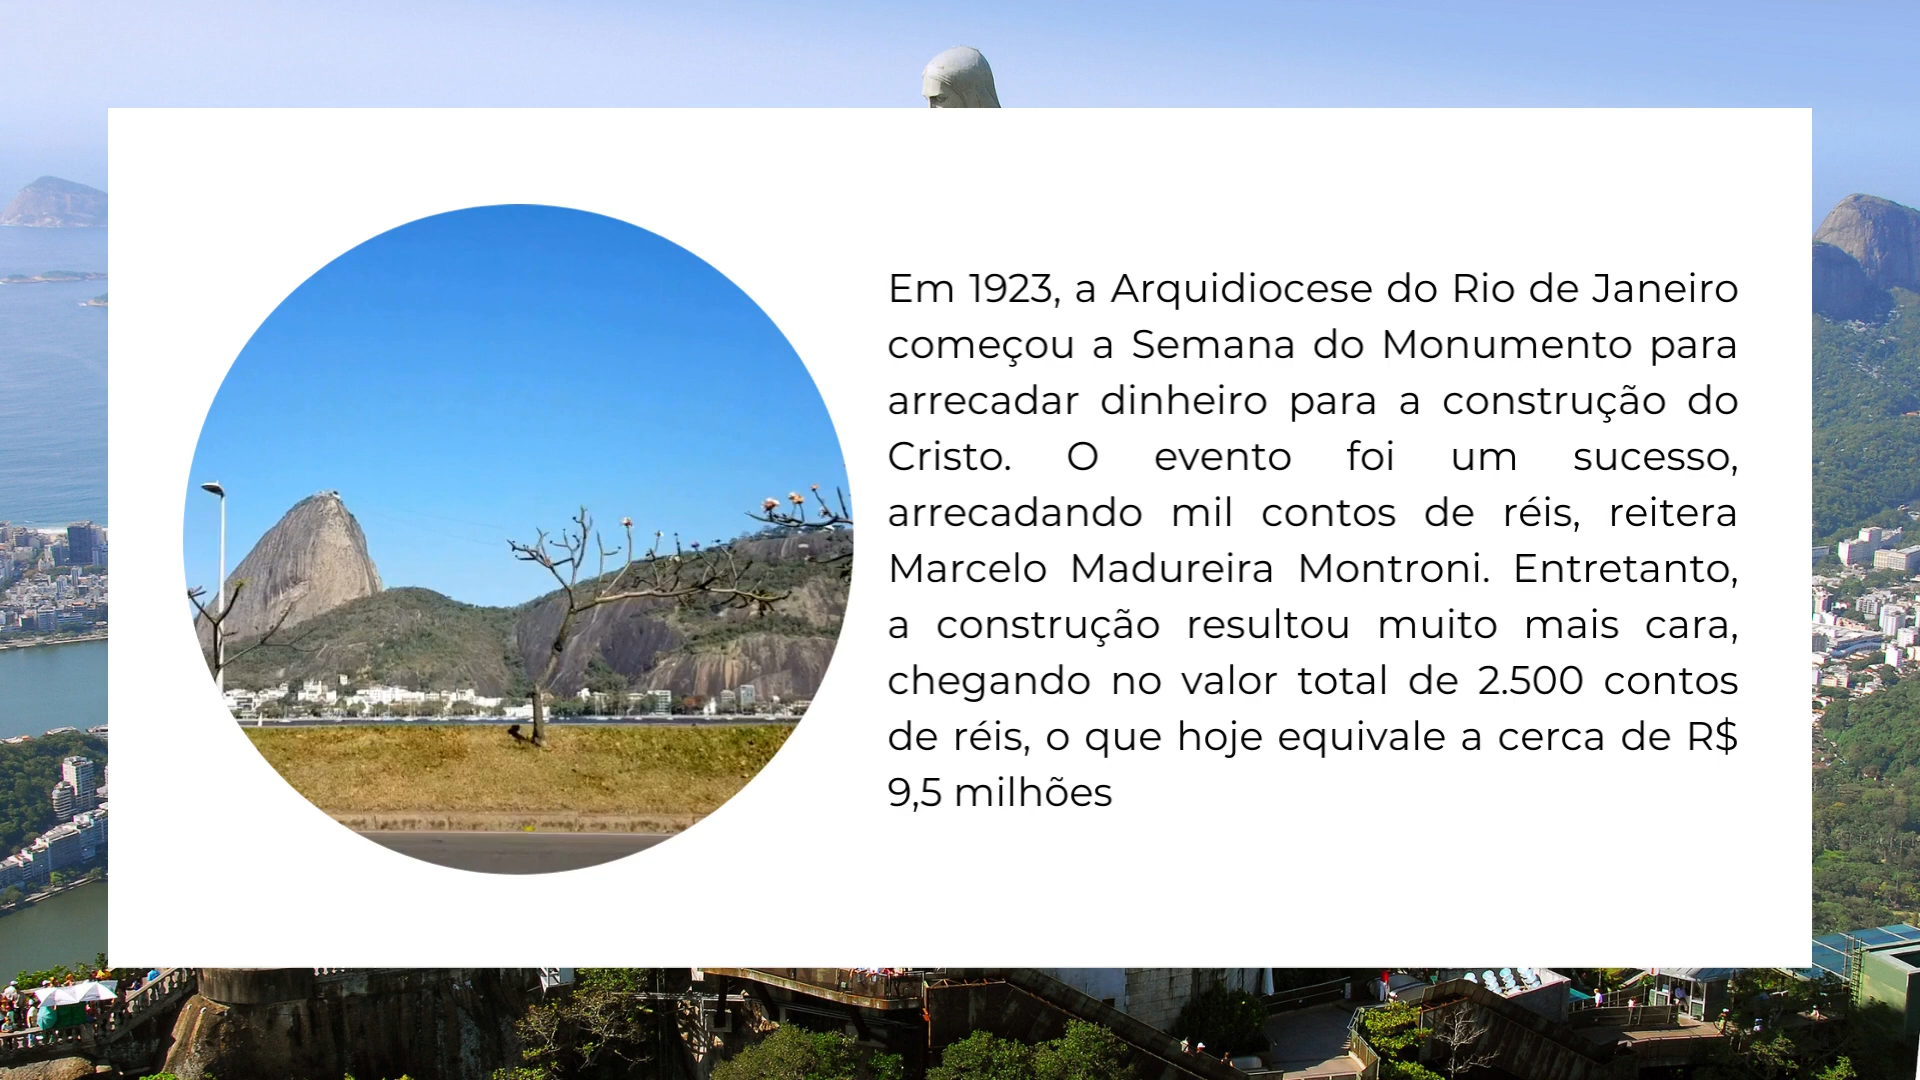 Em 1923, a Arquidiocese do Rio de Janeiro
começou a Semana do Monumento para
arrecadar dinheiro para a construção do
Cristo. O evento foi um sucesso,
arrecadando mil contos de réis, reitera
Marcelo Madureira Montroni. Entretanto,
a construção resultou muito mais cara,
chegando no valor total de 2.500 contos
de réis, o que hoje equivale a cerca de R$
9,5 milhões